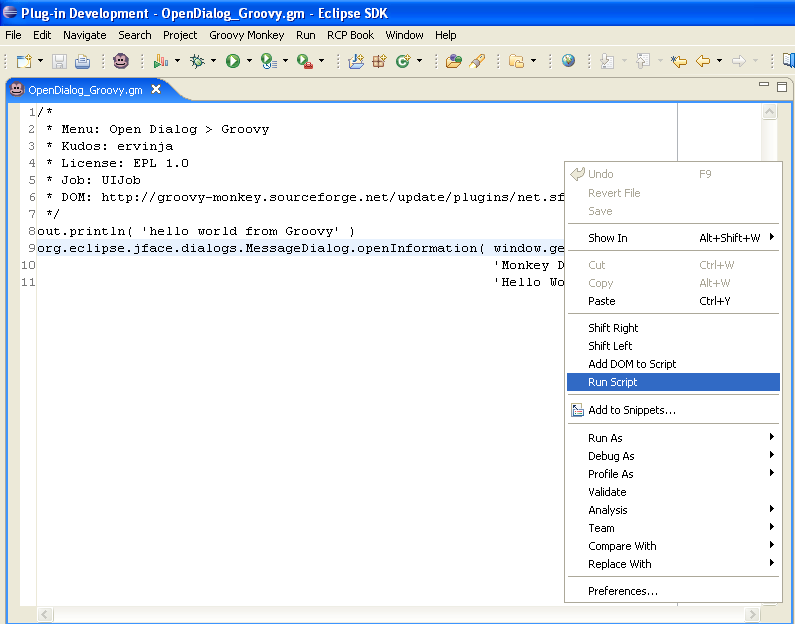 Plug-in Development - OpenDialog_Groovy.gm - Eclipse SDK
File Edit Navigate Search Project Groovy Monkey Run RCP Book Window Help
OpenDialog_Groovy.gm
1 /*
2 * Menu: Open Dialog > Groovy
3 * Kudos: ervinja
4 * License: EPL 1.0
5 * Job: UIJob
6 * DOM: http://groovy-monkey.sourceforge.net/update/plugins/net.sf
7 */
8 out.println( 'hello world from Groovy' )
9 org.eclipse.jface.dialogs.MessageDialog.openInformation( window.ge
10 'Monkey D
11 'Hello Wo
Undo F9
Revert File
Save
Show In Alt+Shift+W
Cut Ctrl+W
Copy Alt+W
Paste Ctrl+Y
Shift Right
Shift Left
Add DOM to Script
Run Script
Add to Snippets...
Run As
Debug As
Profile As
Validate
Analysis
Team
Compare With
Replace With
Preferences...